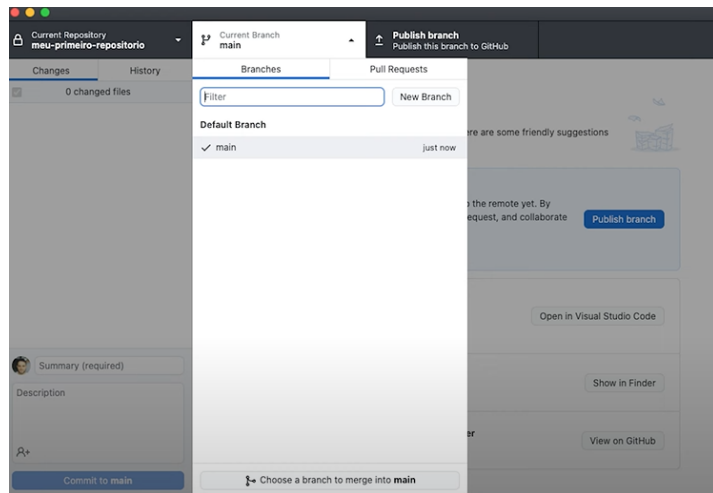 Current Repository
meu-primeiro-repositorio
Current Branch
main
Publish branch
Publish this branch to GitHub
Changes
History
0 changed files
Branches
Pull Requests
Filter
New Branch
Default Branch
main
just now
ere are some friendly suggestions
the remote yet. By
equest, and collaborate
Publish branch
Open in Visual Studio Code
Show in Finder
er
View on GitHub
Summary (required)
Description
Commit to main
Choose a branch to merge into main